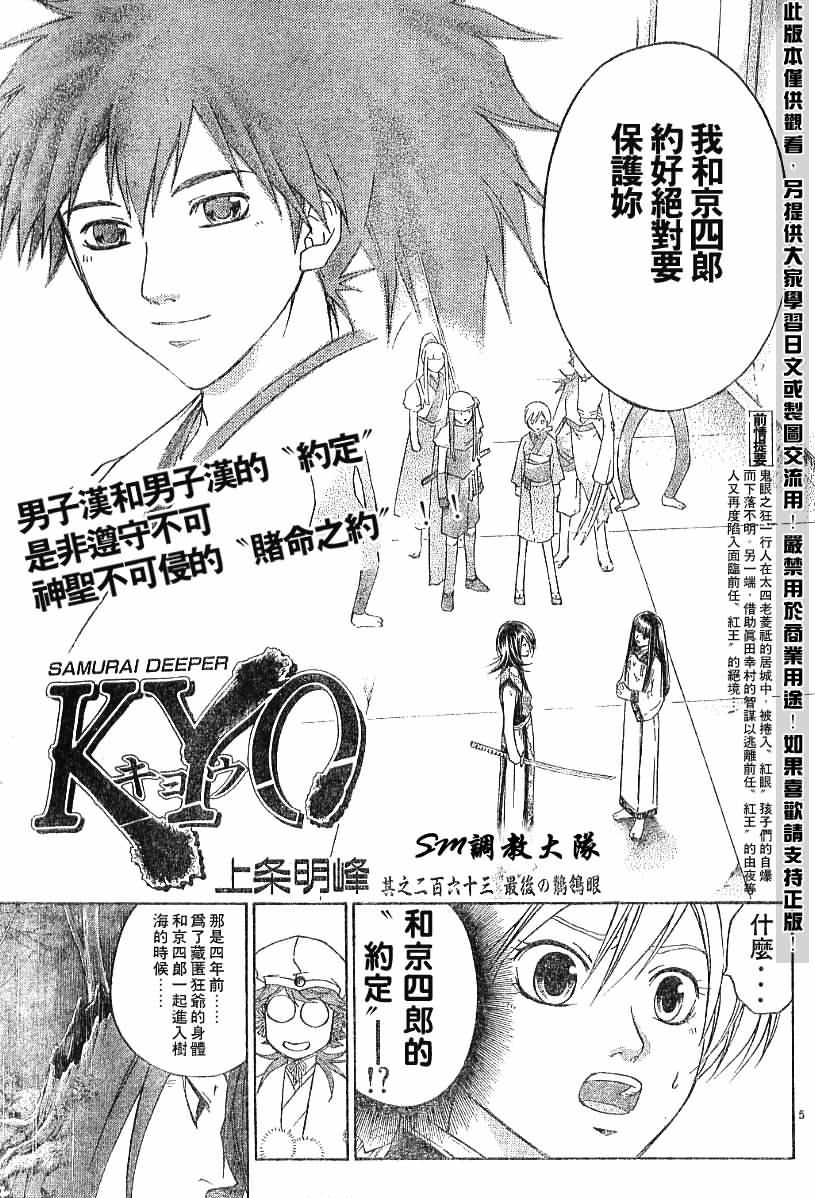 此版本僅供觀看，另提供大家學習日文或製圖交流用！嚴禁用於商業用途！如果喜歡請支持正版！
我和京四郎
約好絕對要
保護妳
前情提要
鬼眼之狂一行人在太四老菱祗的居城中，被捲入〝紅眼〞孩子們的自爆
而下落不明。另一端，借助真田幸村的智謀以逃離前任〝紅王〞的由夜等
人又再度陷入面臨前任〝紅王〞的絕境…
男子漢和男子漢的〝約定〞
是非遵守不可
神聖不可侵的〝賭命之約〞！！
SAMURAI DEEPER
KYO
キョウ
上条明峰
SM調教大隊
其之二百六十三 最後の鶺鴒眼
什麼…
和京四郎的
〝約定〞——!?
那是四年前……
為了藏匿狂爺的身體
和京四郎一起進入樹
海的時候……
5